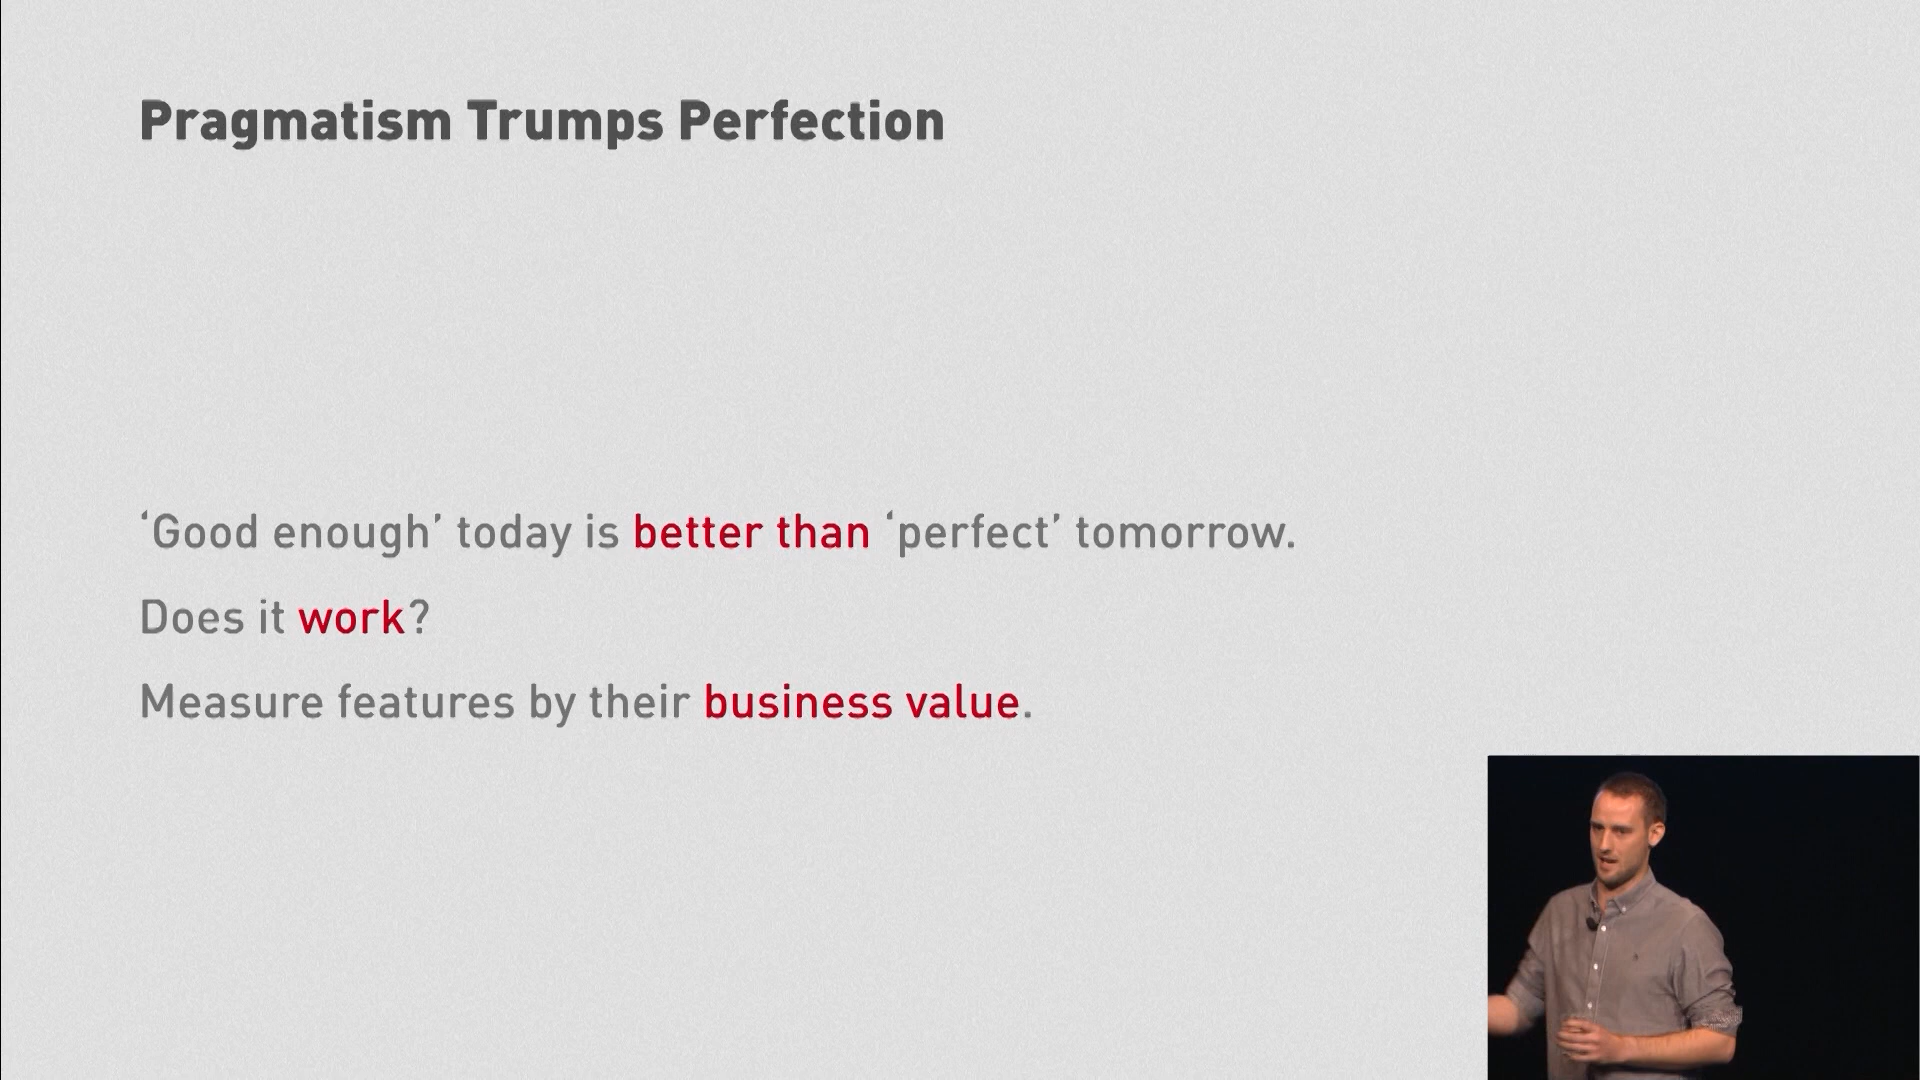 Pragmatism Trumps Perfection
‘Good enough’ today is better than ‘perfect’ tomorrow.
Does it work?
Measure features by their business value.